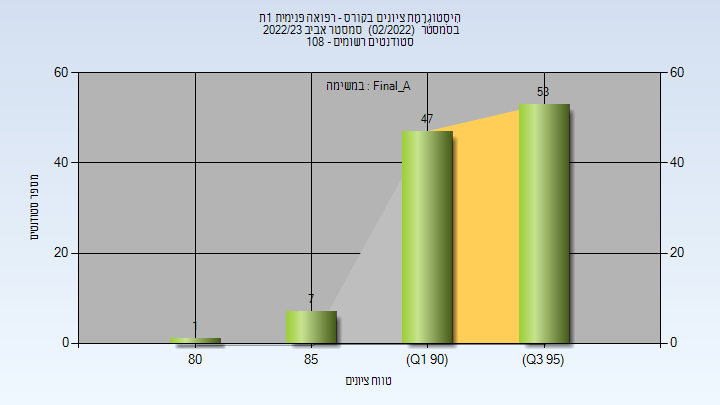 היסטוגרמת ציונים בקורס - רפואה פנימית 1ת
בסמסטר (02/2022) סמסטר אביב 2022/23
סטודנטים רשומים - 108
במשימה : Final_A
60
40
20
0
60
40
20
0
מספר סטודנטים
1
7
47
53
80
85
(Q1 90)
(Q3 95)
טווח ציונים